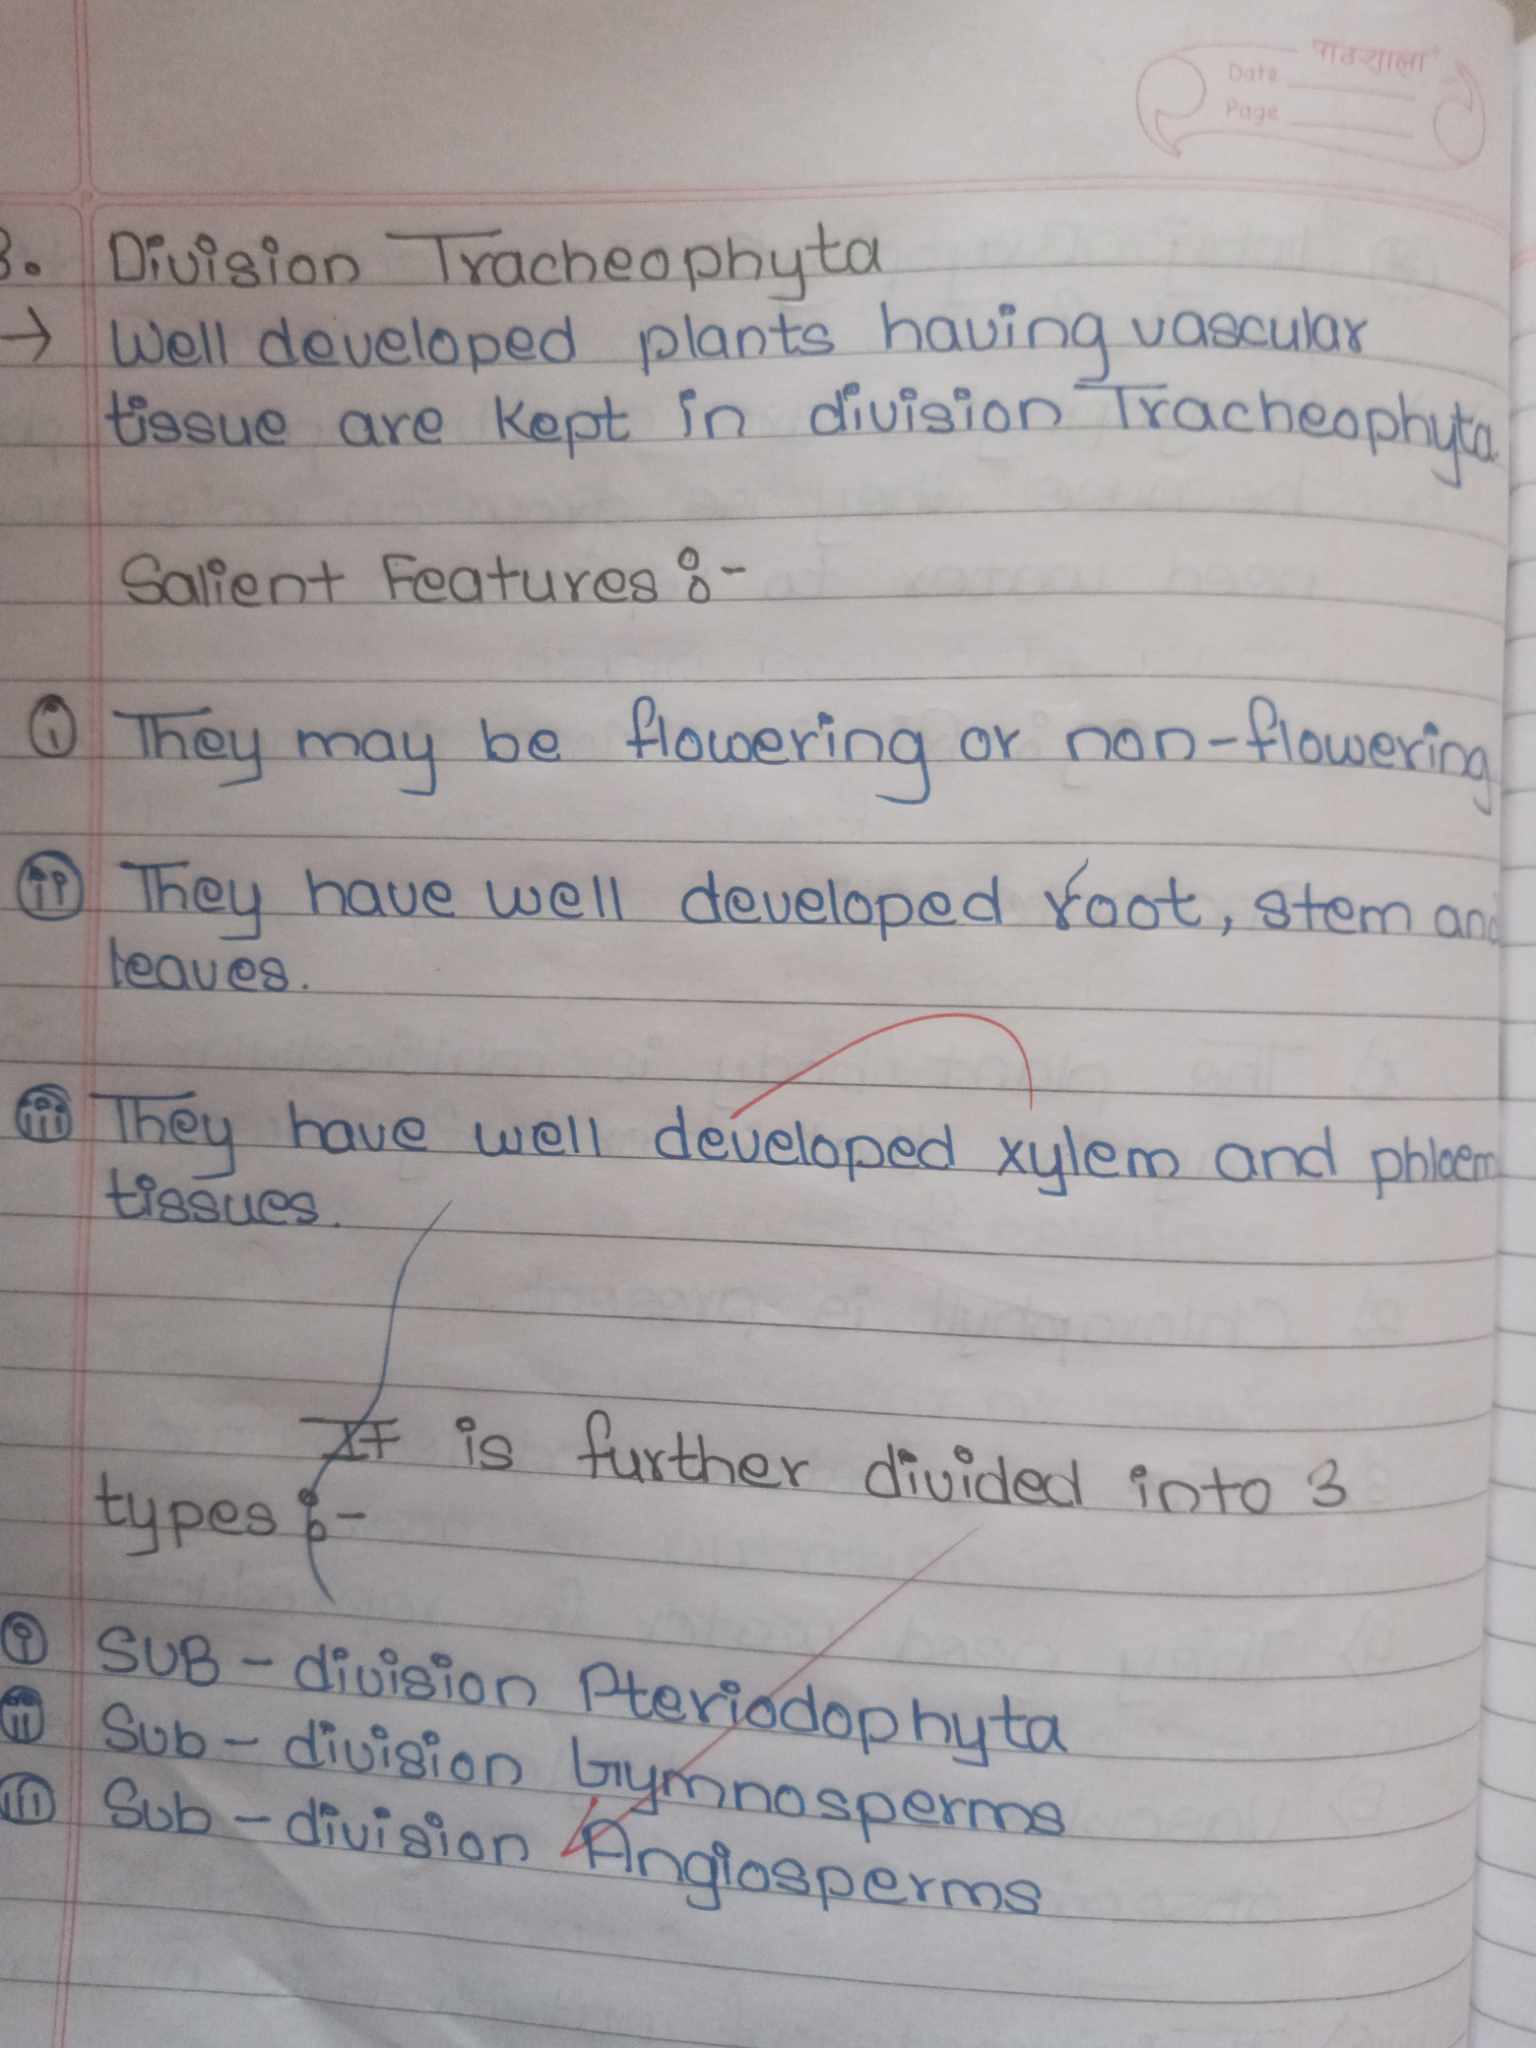 पाठशाला
Date
Page
3. Division Tracheophyta
→ Well developed plants having vascular
tissue are kept in division Tracheophyta
Salient Features :-
(i) They may be flowering or non-flowering
(ii) They have well developed root, stem and
leaves.
(iii) They have well developed xylem and phloem
tissues.
It is further divided into 3
types :-
(i) SUB-division Pteriodophyta
(ii) Sub-division Gymnosperms
(iii) Sub-division Angiosperms